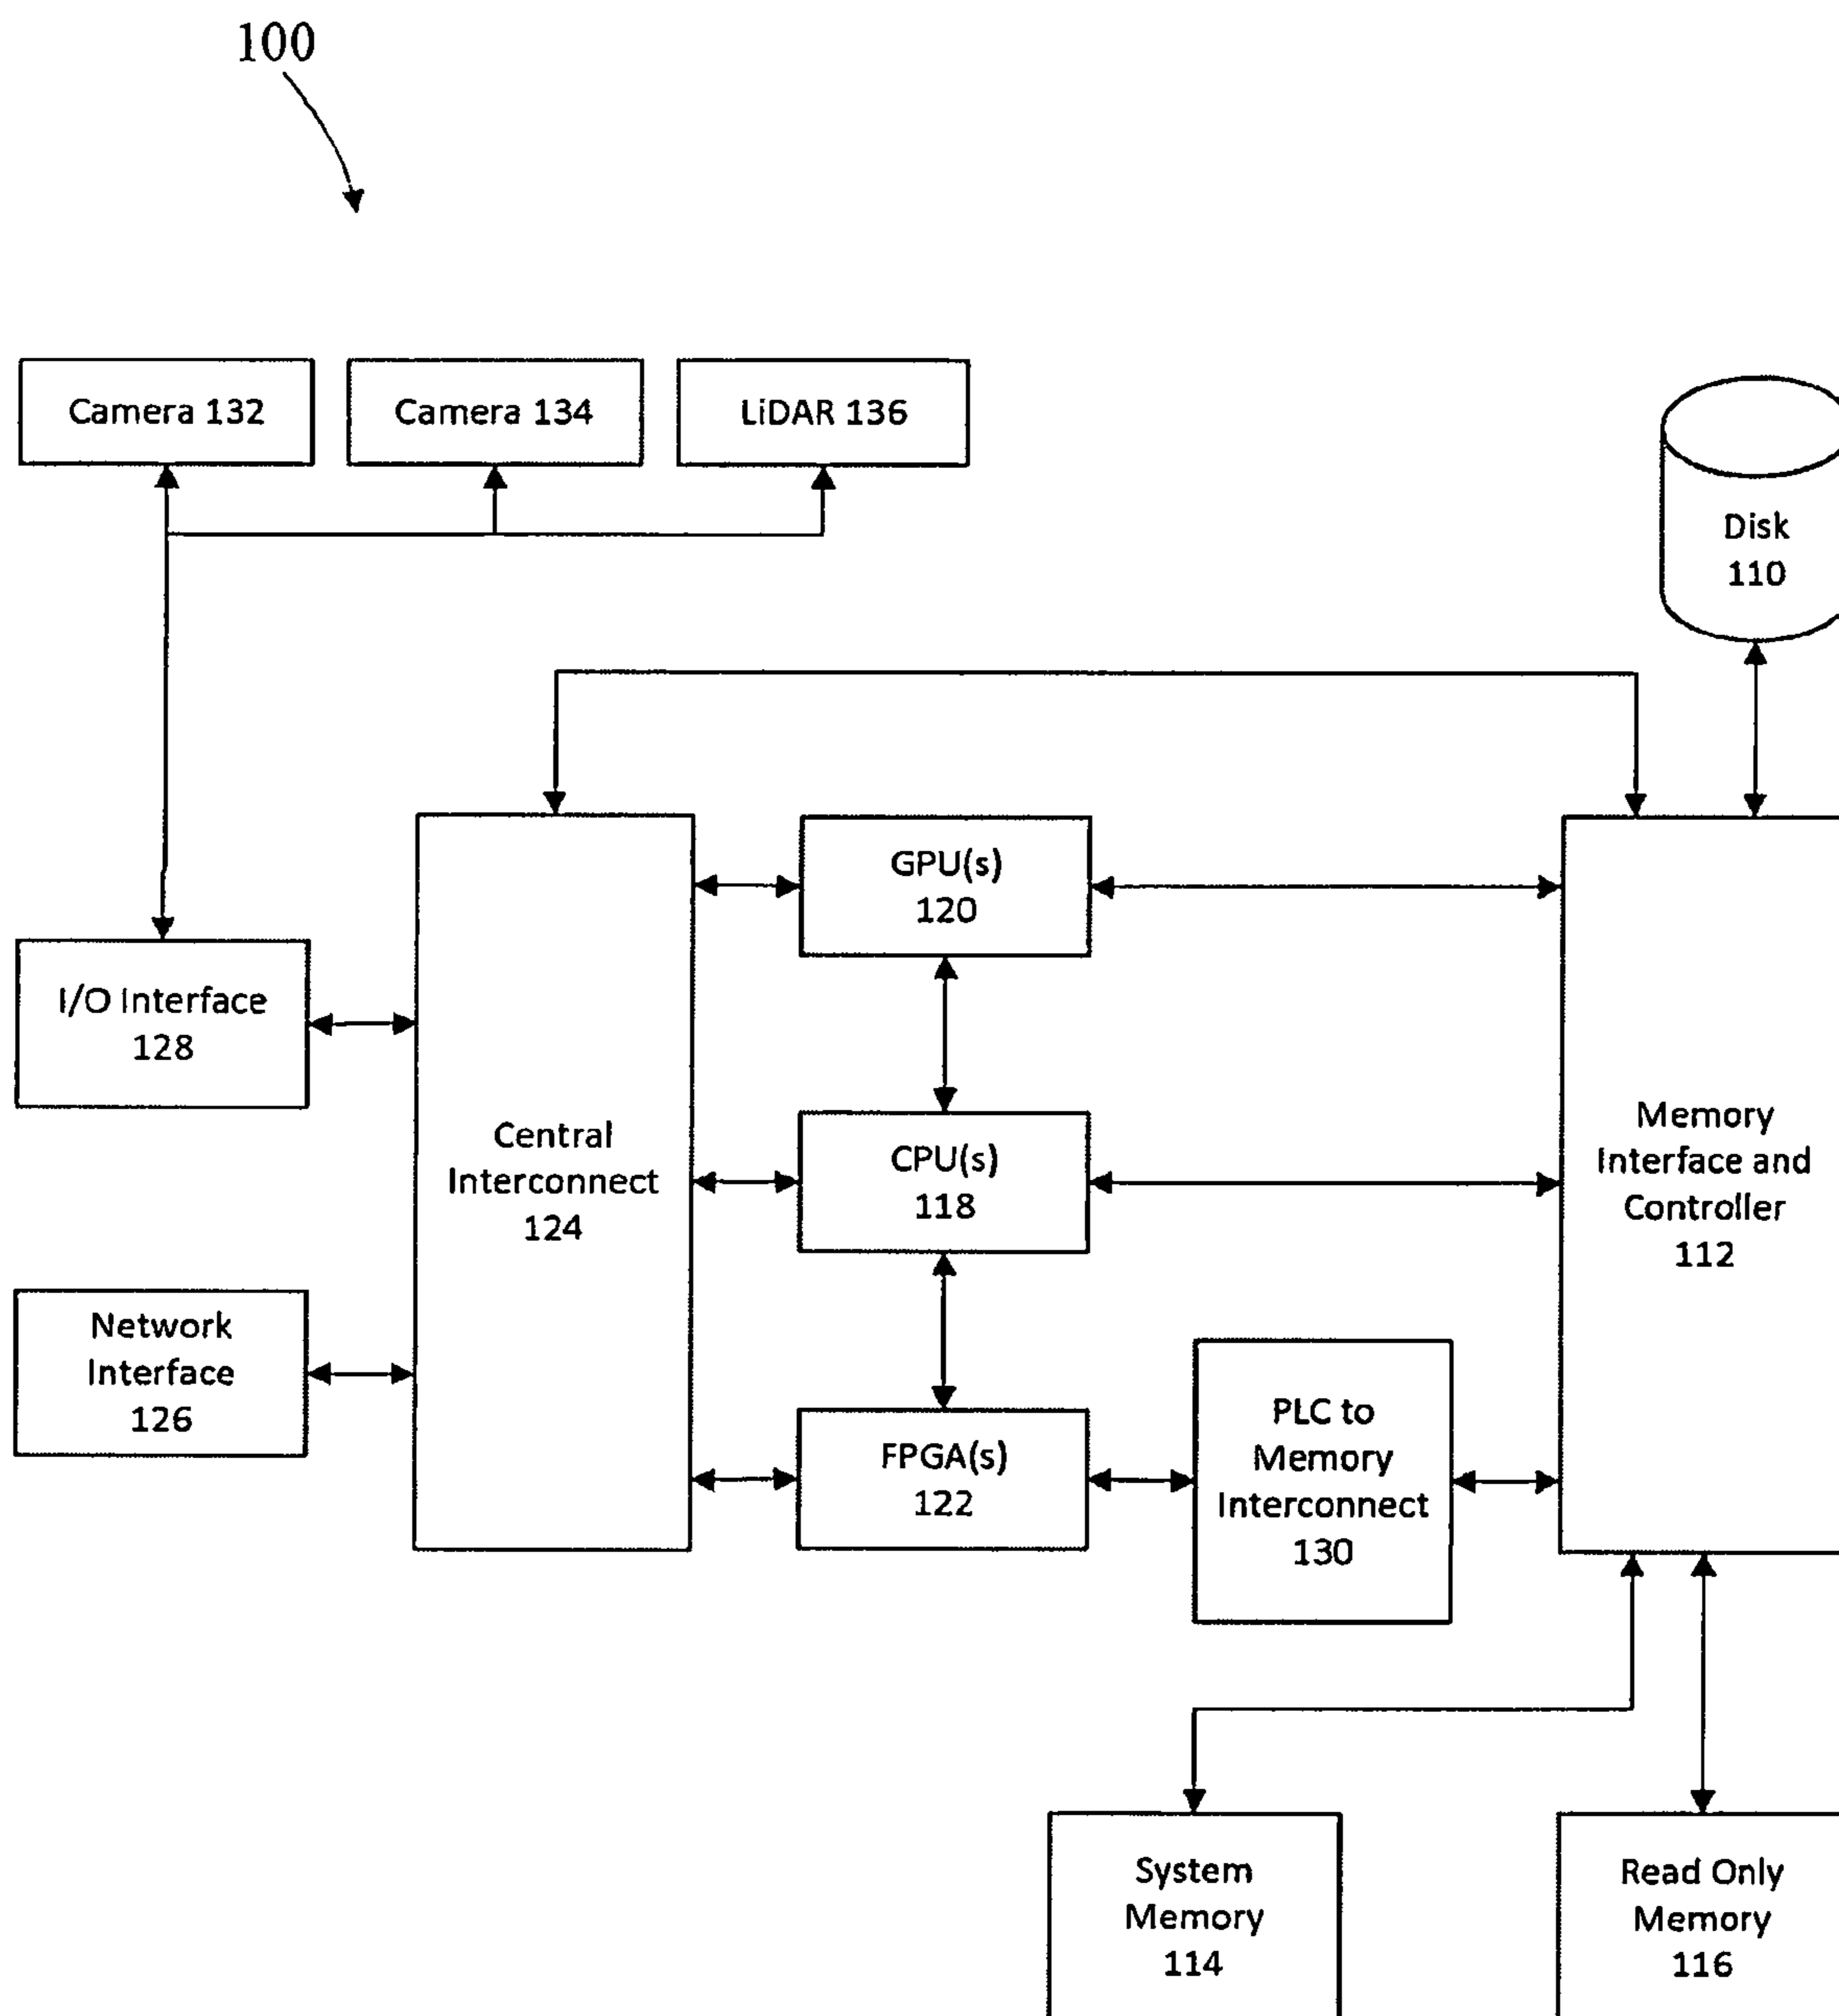 100
Camera 132
Camera 134
LiDAR 136
Disk
110
GPU(s)
120
I/O Interface
128
Central
Interconnect
124
CPU(s)
118
Memory
Interface and
Controller
112
Network
Interface
126
FPGA(s)
122
PLC to
Memory
Interconnect
130
System
Memory
114
Read Only
Memory
116